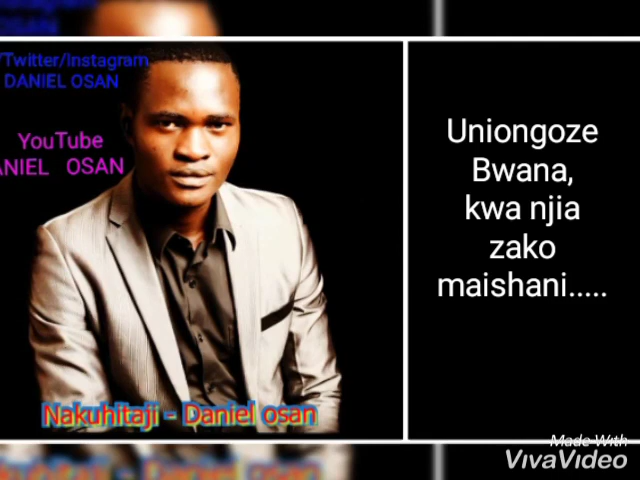 OSAN
/Twitter/Instagram
DANIEL OSAN
YouTube
ANIEL OSAN
Nakuhitaji - Daniel osan
Uniongoze
Bwana,
kwa njia
zako
maishani.....
Made With
VivaVideo